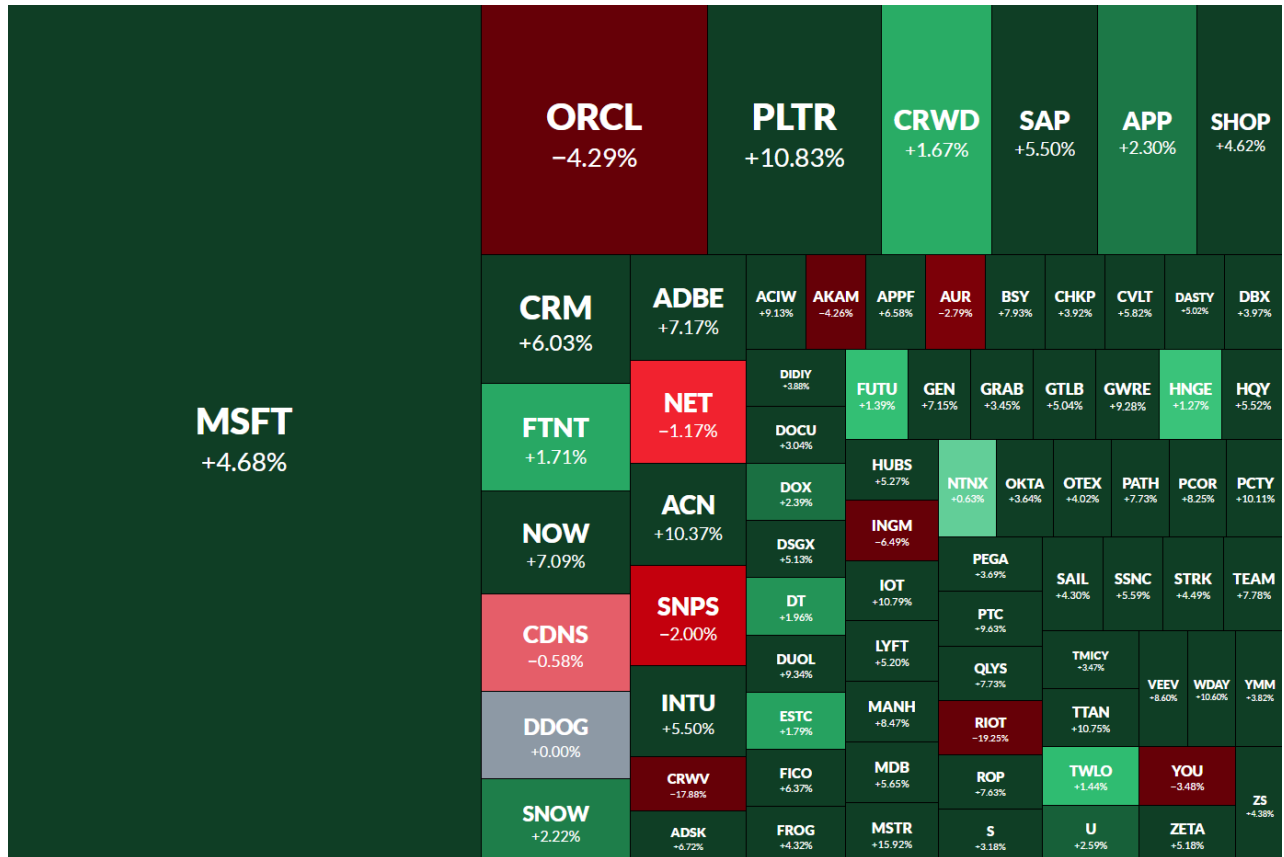 MSFT
+4.68%
ORCL
−4.29%
PLTR
+10.83%
CRWD
+1.67%
SAP
+5.50%
APP
+2.30%
SHOP
+4.62%
CRM
+6.03%
FTNT
+1.71%
NOW
+7.09%
CDNS
−0.58%
DDOG
+0.00%
SNOW
+2.22%
ADBE
+7.17%
NET
−1.17%
ACN
+10.37%
SNPS
−2.00%
INTU
+5.50%
CRWV
−17.88%
ADSK
+6.72%
ACIW
+9.13%
AKAM
−4.26%
APPF
+6.58%
AUR
−2.79%
BSY
+7.93%
CHKP
+3.92%
CVLT
+5.82%
DASTY
+5.02%
DBX
+3.97%
DIDIY
+3.88%
DOCU
+3.04%
DOX
+2.39%
DSGX
+5.13%
DT
+1.96%
DUOL
+9.34%
ESTC
+1.79%
FICO
+6.37%
FROG
+4.32%
FUTU
+1.39%
GEN
+7.15%
GRAB
+3.45%
GTLB
+5.04%
GWRE
+9.28%
HNGE
+1.27%
HQY
+5.52%
HUBS
+5.27%
INGM
−6.49%
IOT
+10.79%
LYFT
+5.20%
MANH
+8.47%
MDB
+5.65%
MSTR
+15.92%
NTNX
+0.63%
OKTA
+3.64%
OTEX
+4.02%
PATH
+7.73%
PCOR
+8.25%
PCTY
+10.11%
PEGA
+3.69%
PTC
+9.63%
QLYS
+7.73%
RIOT
−19.25%
ROP
+7.63%
S
+3.18%
SAIL
+4.30%
SSNC
+5.59%
STRK
+4.49%
TEAM
+7.78%
TMICY
+3.47%
TTAN
+10.75%
TWLO
+1.44%
U
+2.59%
VEEV
+8.60%
WDAY
+10.60%
YMM
+3.82%
YOU
−3.48%
ZETA
+5.18%
ZS
+4.38%